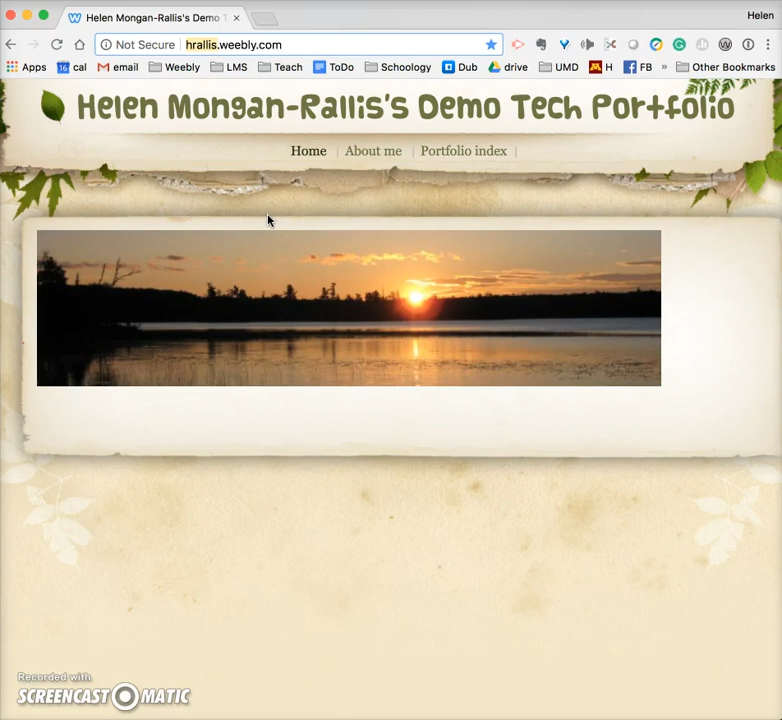 Helen Mongan-Rallis's Demo T
Helen
Not Secure hrallis.weebly.com
Apps 16 cal email Weebly LMS Teach ToDo Schoology Dub drive UMD H FB » Other Bookmarks
Helen Mongan-Rallis's Demo Tech Portfolio
Home | About me | Portfolio index |
Recorded with
SCREENCAST-O-MATIC